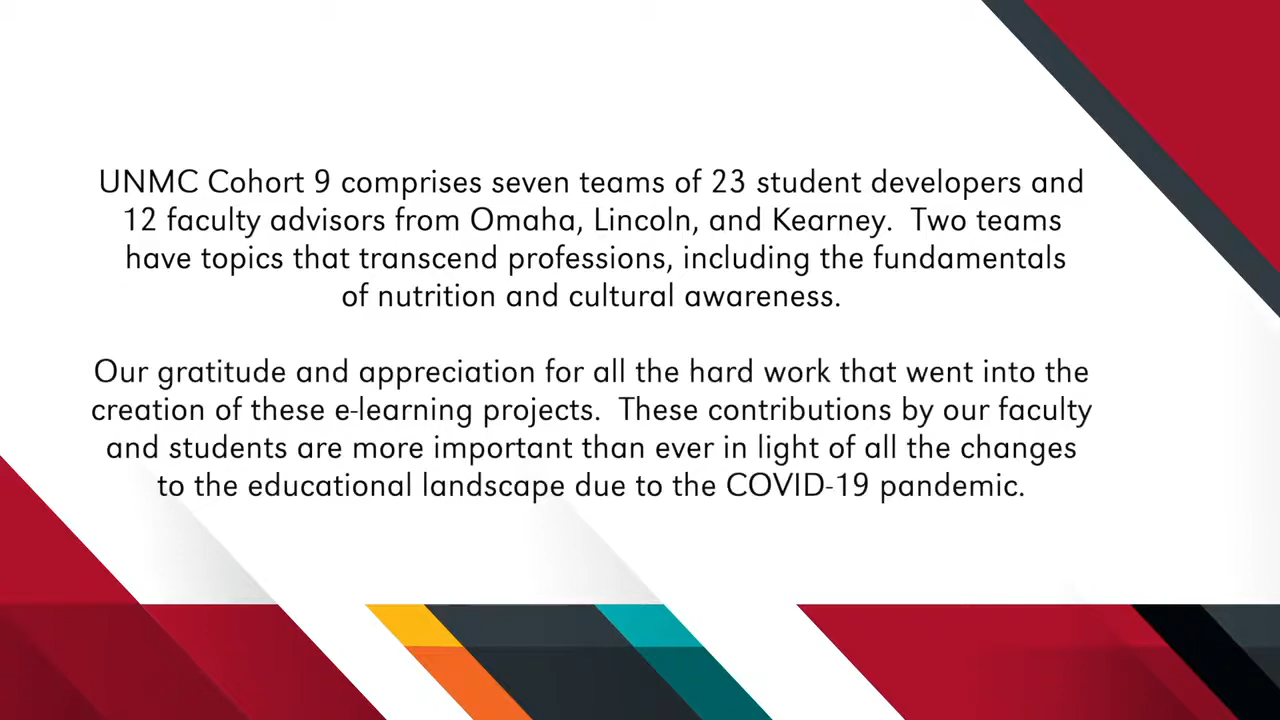 UNMC Cohort 9 comprises seven teams of 23 student developers and
12 faculty advisors from Omaha, Lincoln, and Kearney.  Two teams
have topics that transcend professions, including the fundamentals
of nutrition and cultural awareness.
Our gratitude and appreciation for all the hard work that went into the
creation of these e-learning projects.  These contributions by our faculty
and students are more important than ever in light of all the changes
to the educational landscape due to the COVID-19 pandemic.